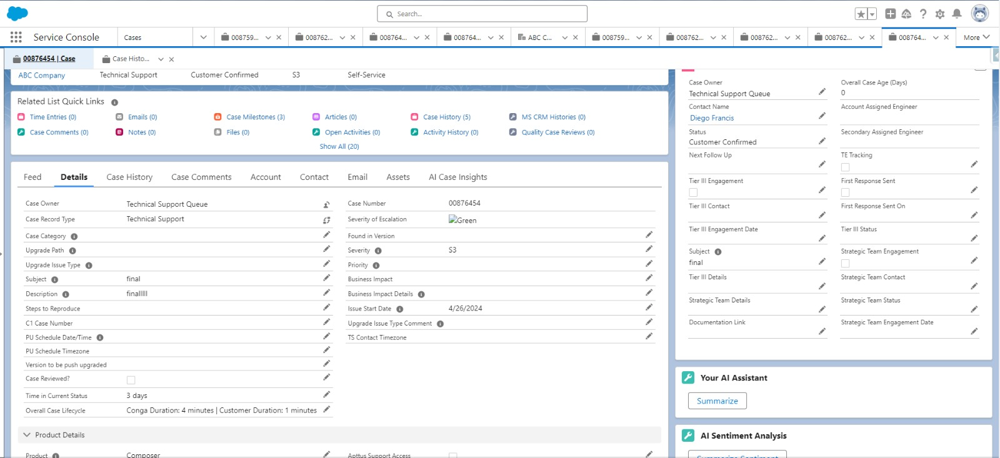 Search...
Service Console
Cases
008759...
008762...
008764...
008764...
ABC C...
008759...
008762...
008762...
008762...
008764...
More
00876454 | Case
Case Histo...
ABC Company Technical Support Customer Confirmed S3 Self-Service
Related List Quick Links
Time Entries (0) Emails (0) Case Milestones (3) Articles (0) Case History (5) MS CRM Histories (0)
Case Comments (0) Notes (0) Files (0) Open Activities (0) Activity History (0) Quality Case Reviews (0)
Show All (20)
Feed Details Case History Case Comments Account Contact Email Assets AI Case Insights
Case Owner Technical Support Queue
Case Record Type Technical Support
Case Category
Upgrade Path
Upgrade Issue Type
Subject final
Description finalllll
Steps to Reproduce
C1 Case Number
PU Schedule Date/Time
PU Schedule Timezone
Version to be push upgraded
Case Reviewed?
Time in Current Status 3 days
Overall Case Lifecycle Conga Duration: 4 minutes | Customer Duration: 1 minutes
Case Number 00876454
Severity of Escalation Green
Found in Version
Severity S3
Priority
Business Impact
Business Impact Details
Issue Start Date 4/26/2024
Upgrade Issue Type Comment
TS Contact Timezone
Product Details
Product Composer
Apttus Support Access
Case Owner
Technical Support Queue
Contact Name
Diego Francis
Status
Customer Confirmed
Next Follow Up
Tier III Engagement
Tier III Contact
Tier III Engagement Date
Subject
final
Tier III Details
Strategic Team Details
Documentation Link
Overall Case Age (Days)
0
Account Assigned Engineer
Secondary Assigned Engineer
TE Tracking
First Response Sent
First Response Sent On
Tier III Status
Strategic Team Engagement
Strategic Team Contact
Strategic Team Status
Strategic Team Engagement Date
Your AI Assistant
Summarize
AI Sentiment Analysis
Summarize Sentiment